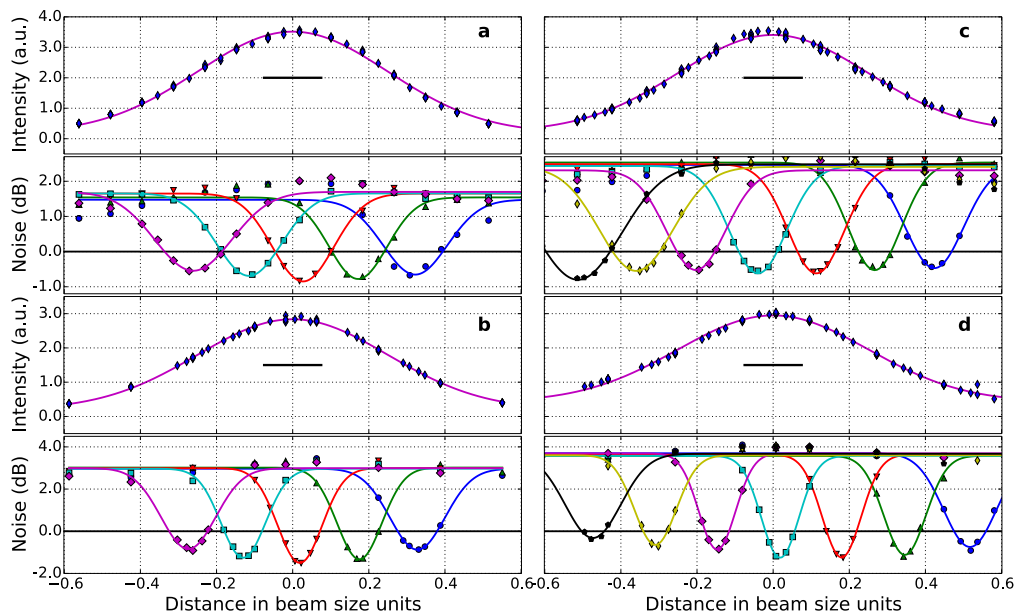 a
Intensity (a.u.)
4.0
3.0
2.0
1.0
0.0
c
Noise (dB)
2.0
1.0
0.0
-1.0
b
Intensity (a.u.)
3.0
2.0
1.0
0.0
d
Noise (dB)
4.0
2.0
0.0
-2.0
-0.6 -0.4 -0.2 0.0 0.2 0.4 0.6 -0.4 -0.2 0.0 0.2 0.4 0.6
Distance in beam size units Distance in beam size units